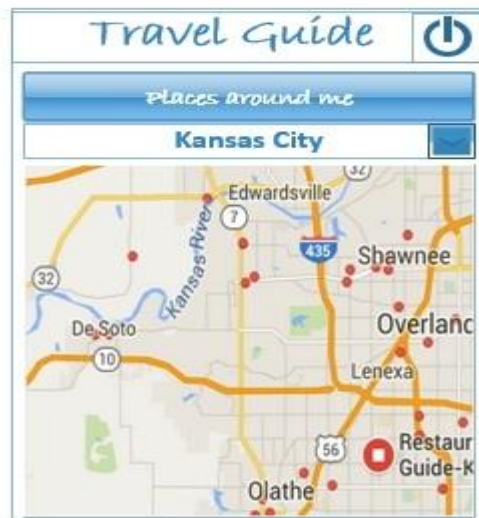 Travel Guide
Places around me
Kansas City
32
Edwardsville
7
Kansas River
435
Shawnee
32
De Soto
Overlanc
10
Lenexa
56
Restaur
Guide-K
Olathe